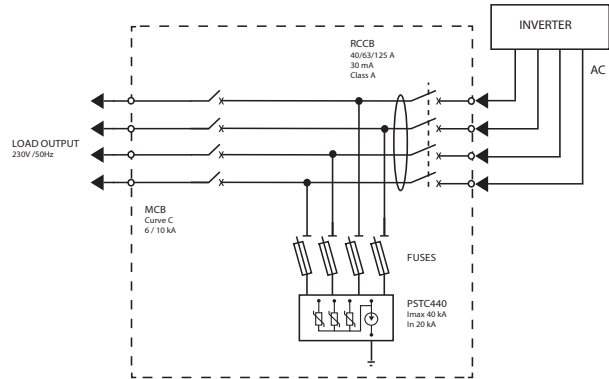 INVERTER
AC
RCCB
40/63/125 A
30 mA
Class A
LOAD OUTPUT
230V /50Hz
MCB
Curve C
6 / 10 kA
FUSES
PSTC440
Imax 40 kA
In 20 kA